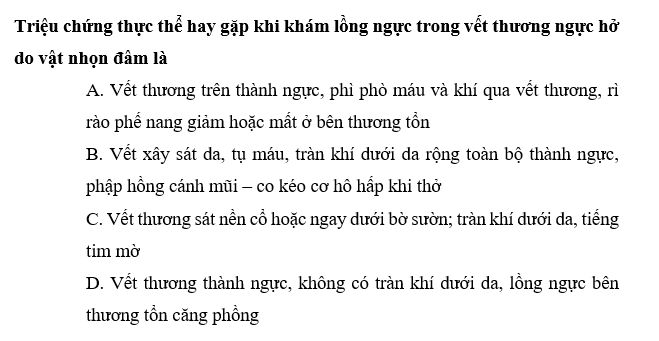 Triệu chứng thực thể hay gặp khi khám lồng ngực trong vết thương ngực hở
do vật nhọn đâm là
A. Vết thương trên thành ngực, phì phò máu và khí qua vết thương, rì
rào phế nang giảm hoặc mất ở bên thương tổn
B. Vết xây sát da, tụ máu, tràn khí dưới da rộng toàn bộ thành ngực,
phập hồng cánh mũi – co kéo cơ hô hấp khi thở
C. Vết thương sát nền cổ hoặc ngay dưới bờ sườn; tràn khí dưới da, tiếng
tim mờ
D. Vết thương thành ngực, không có tràn khí dưới da, lồng ngực bên
thương tổn căng phồng